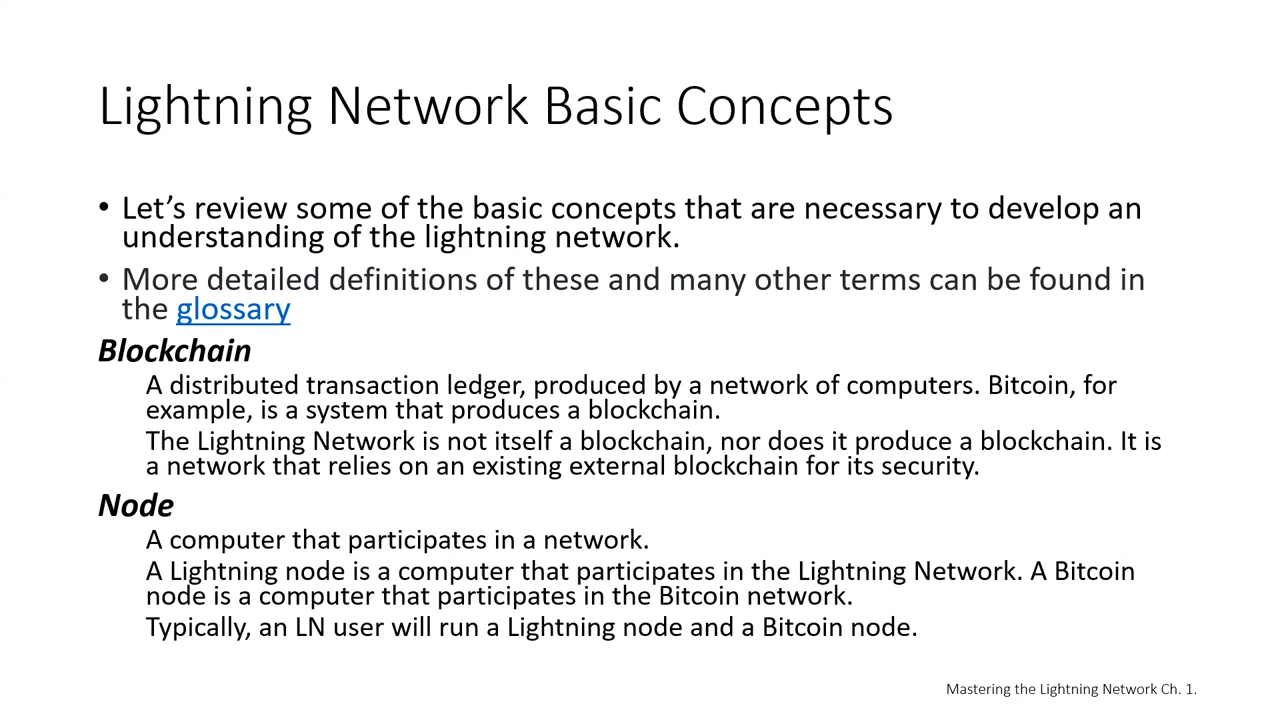 Lightning Network Basic Concepts
• Let’s review some of the basic concepts that are necessary to develop an
understanding of the lightning network.
• More detailed definitions of these and many other terms can be found in
the glossary
Blockchain
A distributed transaction ledger, produced by a network of computers. Bitcoin, for
example, is a system that produces a blockchain.
The Lightning Network is not itself a blockchain, nor does it produce a blockchain. It is
a network that relies on an existing external blockchain for its security.
Node
A computer that participates in a network.
A Lightning node is a computer that participates in the Lightning Network. A Bitcoin
node is a computer that participates in the Bitcoin network.
Typically, an LN user will run a Lightning node and a Bitcoin node.
Mastering the Lightning Network Ch. 1.